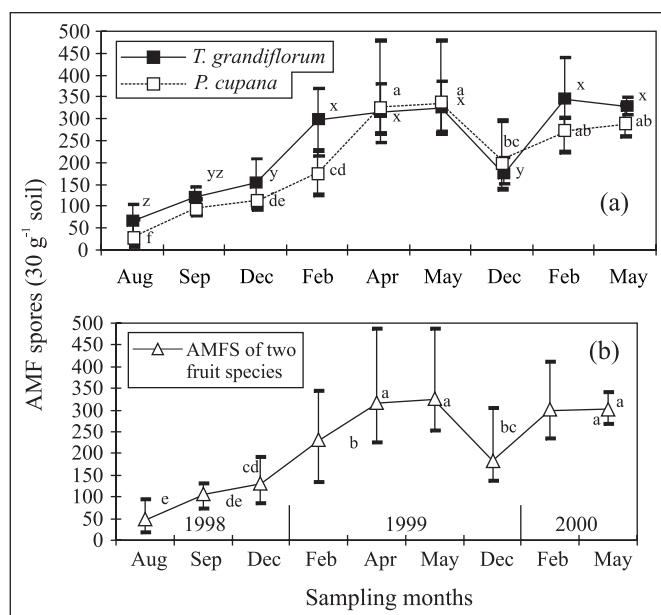 AMF spores (30 g⁻¹ soil)
500
450
400
350
300
250
200
150
100
50
0
T. grandiflorum
P. cupana
z
f
yz
y
de
x
cd
a
x
a
x
bc
y
x
ab
x
ab
(a)
Aug Sep Dec Feb Apr May Dec Feb May
500
450
400
350
300
250
200
150
100
50
0
AMFS of two
fruit species
(b)
e
de
cd
b
a
a
bc
a
a
1998 1999 2000
Aug Sep Dec Feb Apr May Dec Feb May
Sampling months